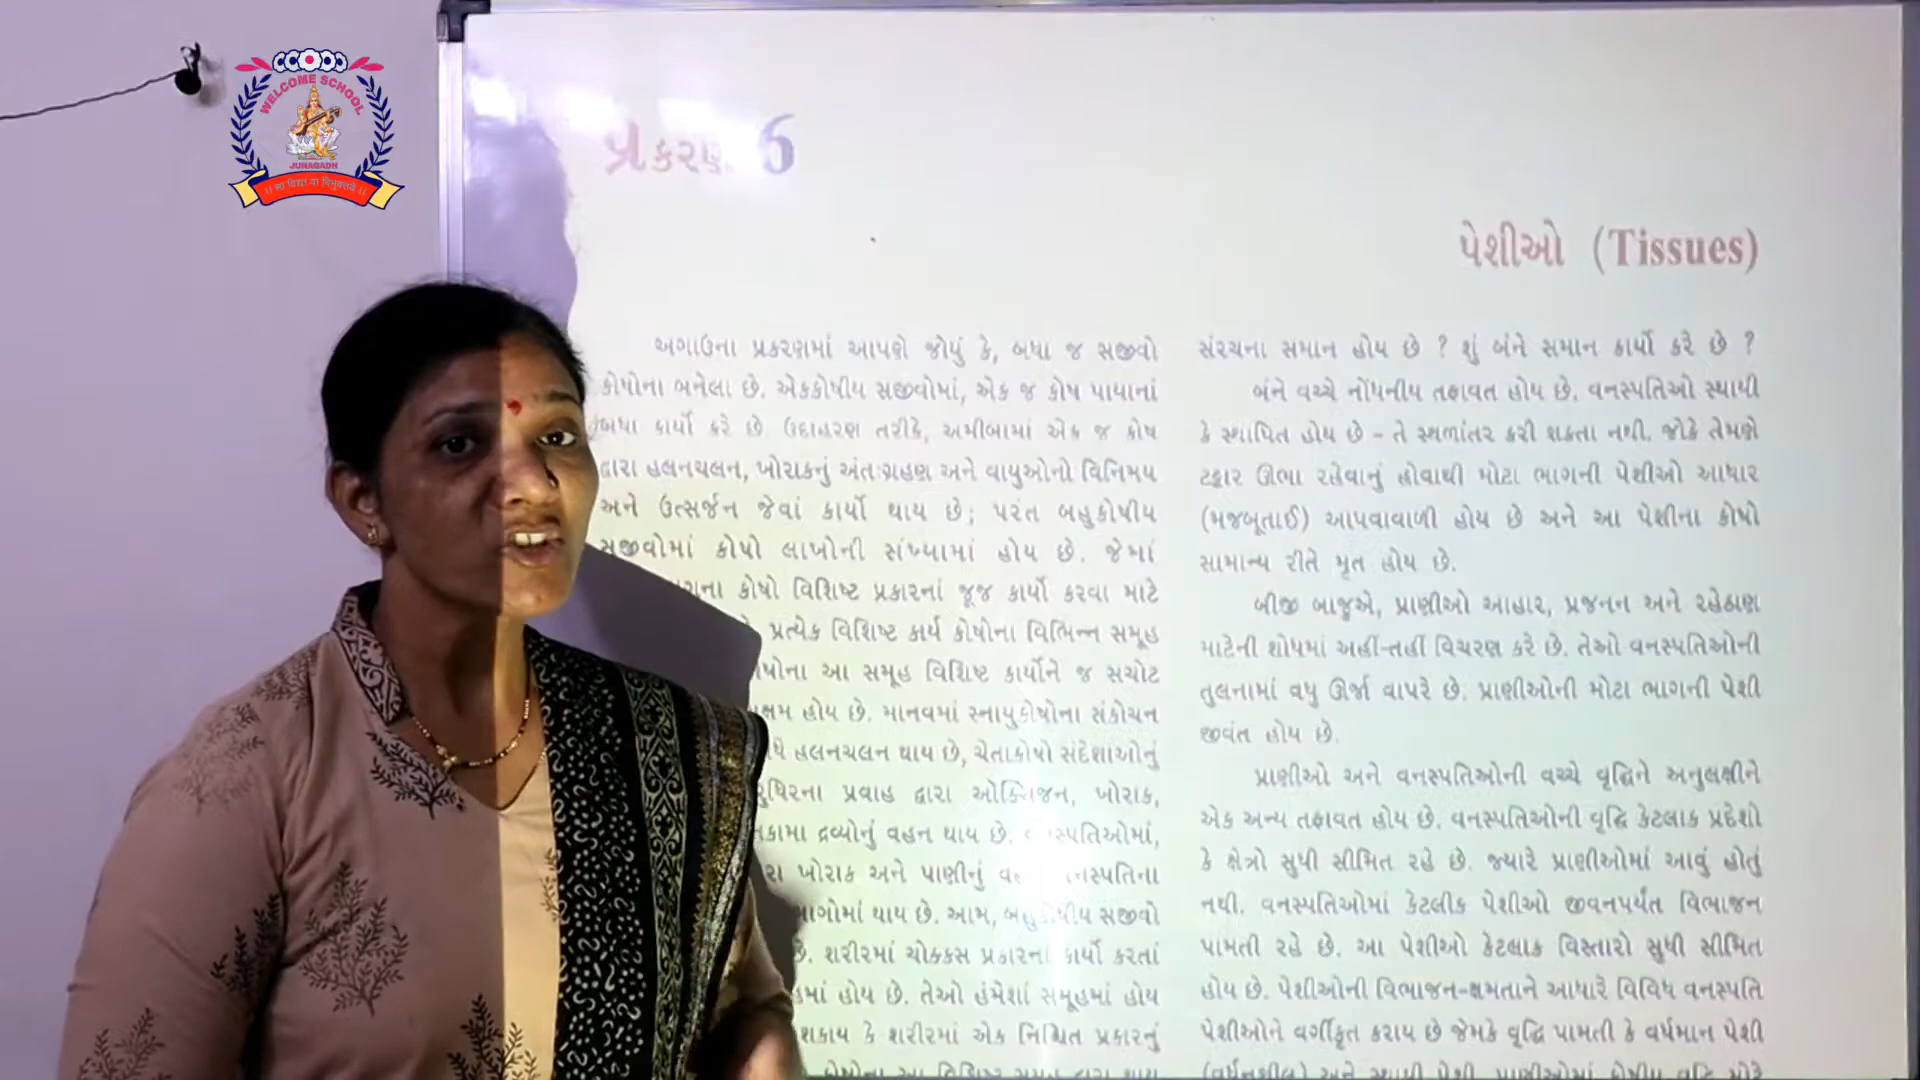 WELCOME SCHOOL
JUNAGADH
॥ सा विद्या या विमुक्तये ॥
પ્રકરણ 6
પેશીઓ (Tissues)
અગાઉના પ્રકરણમાં આપણે જોયું કે, બધા જ સજીવો
કોષોના બનેલા છે. એકકોષીય સજીવોમાં, એક જ કોષ પાયાનાં
બધા કાર્યો કરે છે. ઉદાહરણ તરીકે, અમીબામાં એક જ કોષ
દ્વારા હલનચલન, ખોરાકનું અંતઃગ્રહણ અને વાયુઓનો વિનિમય
અને ઉત્સર્જન જેવાં કાર્યો થાય છે; પરંતુ બહુકોષીય
સજીવોમાં કોષો લાખોની સંખ્યામાં હોય છે. જેમાં
કોષો વિશિષ્ટ પ્રકારનાં જૂજ કાર્યો કરવા માટે
પ્રત્યેક વિશિષ્ટ કાર્ય કોષોના વિભિન્ન સમૂહ
આ સમૂહ વિશિષ્ટ કાર્યોને જ સચોટ
હોય છે. માનવમાં સ્નાયુકોષોના સંકોચન
હલનચલન થાય છે, ચેતાકોષો સંદેશાઓનું
પ્રવાહ દ્વારા ઑક્સિજન, ખોરાક,
દ્રવ્યોનું વહન થાય છે.
ખોરાક અને પાણીનું
થાય છે. આમ, બહુકોષીય સજીવો
છે. શરીરમાં ચોક્કસ પ્રકારનાં કાર્યો કરતાં
હોય છે. તેઓ હંમેશાં સમૂહમાં હોય
શકાય કે શરીરમાં એક નિશ્ચિત પ્રકારનું
સંરચના સમાન હોય છે ? શું બંને સમાન કાર્યો કરે છે ?
બંને વચ્ચે નોંધનીય તફાવત હોય છે. વનસ્પતિઓ સ્થાયી
કે સ્થાપિત હોય છે – તે સ્થળાંતર કરી શકતા નથી. જોકે તેમણે
ટટ્ટાર ઊભા રહેવાનું હોવાથી મોટા ભાગની પેશીઓ આધાર
(મજબૂતાઈ) આપવાવાળી હોય છે અને આ પેશીના કોષો
સામાન્ય રીતે મૃત હોય છે.
બીજી બાજુએ, પ્રાણીઓ આહાર, પ્રજનન અને રહેઠાણ
માટેની શોધમાં અહીં-તહીં વિચરણ કરે છે. તેઓ વનસ્પતિઓની
તુલનામાં વધુ ઊર્જા વાપરે છે. પ્રાણીઓની મોટા ભાગની પેશી
જીવંત હોય છે.
પ્રાણીઓ અને વનસ્પતિઓની વચ્ચે વૃદ્ધિને અનુલક્ષીને
એક અન્ય તફાવત હોય છે. વનસ્પતિઓની વૃદ્ધિ કેટલાક પ્રદેશો
કે ક્ષેત્રો સુધી સીમિત રહે છે. જ્યારે પ્રાણીઓમાં આવું હોતું
નથી. વનસ્પતિઓમાં કેટલીક પેશીઓ જીવનપર્યંત વિભાજન
પામતી રહે છે. આ પેશીઓ કેટલાક વિસ્તારો સુધી સીમિત
હોય છે. પેશીઓની વિભાજન-ક્ષમતાને આધારે વિવિધ વનસ્પતિ
પેશીઓને વર્ગીકૃત કરાય છે જેમકે વૃદ્ધિ પામતી કે વર્ધમાન પેશી